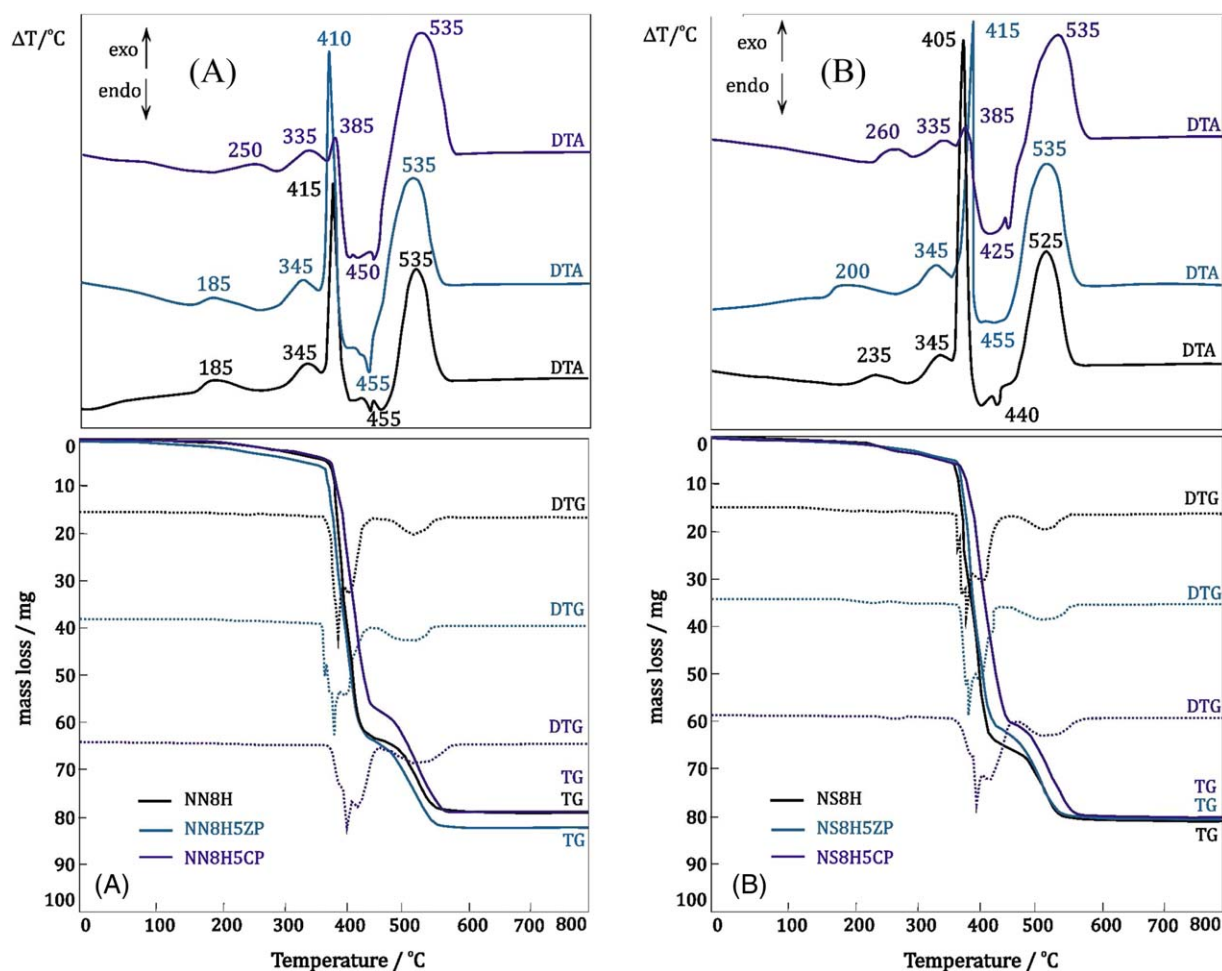 ΔT/°C
exo
endo
(A)
410
535
250
335
385
DTA
415
450
535
185
345
535
DTA
455
185
345
DTA
455
0
10
20
30
40
50
60
70
80
90
100
mass loss / mg
DTG
DTG
DTG
TG
TG
TG
NN8H
NN8H5ZP
NN8H5CP
(A)
0 100 200 300 400 500 600 700 800
Temperature / °C
ΔT/°C
exo
endo
(B)
405
415
535
260
335
385
DTA
535
200
345
425
525
DTA
455
235
345
DTA
440
0
10
20
30
40
50
60
70
80
90
100
mass loss / mg
DTG
DTG
DTG
TG
TG
TG
NS8H
NS8H5ZP
NS8H5CP
(B)
0 100 200 300 400 500 600 700 800
Temperature / °C